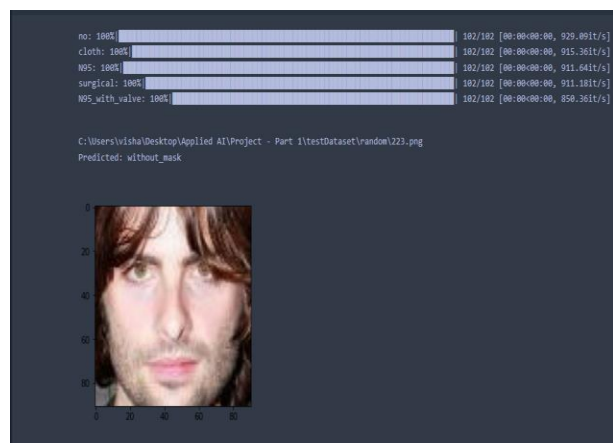 no: 100%| | 102/102 [00:00<00:00, 929.09it/s]
cloth: 100%| | 102/102 [00:00<00:00, 915.36it/s]
N95: 100%| | 102/102 [00:00<00:00, 911.64it/s]
surgical: 100%| | 102/102 [00:00<00:00, 911.18it/s]
N95_with_valve: 100%| | 102/102 [00:00<00:00, 850.36it/s]
C:\Users\visha\Desktop\Applied AI\Project - Part 1\testDataset\random\223.png
Predicted: without_mask
0
20
40
60
80
0 20 40 60 80